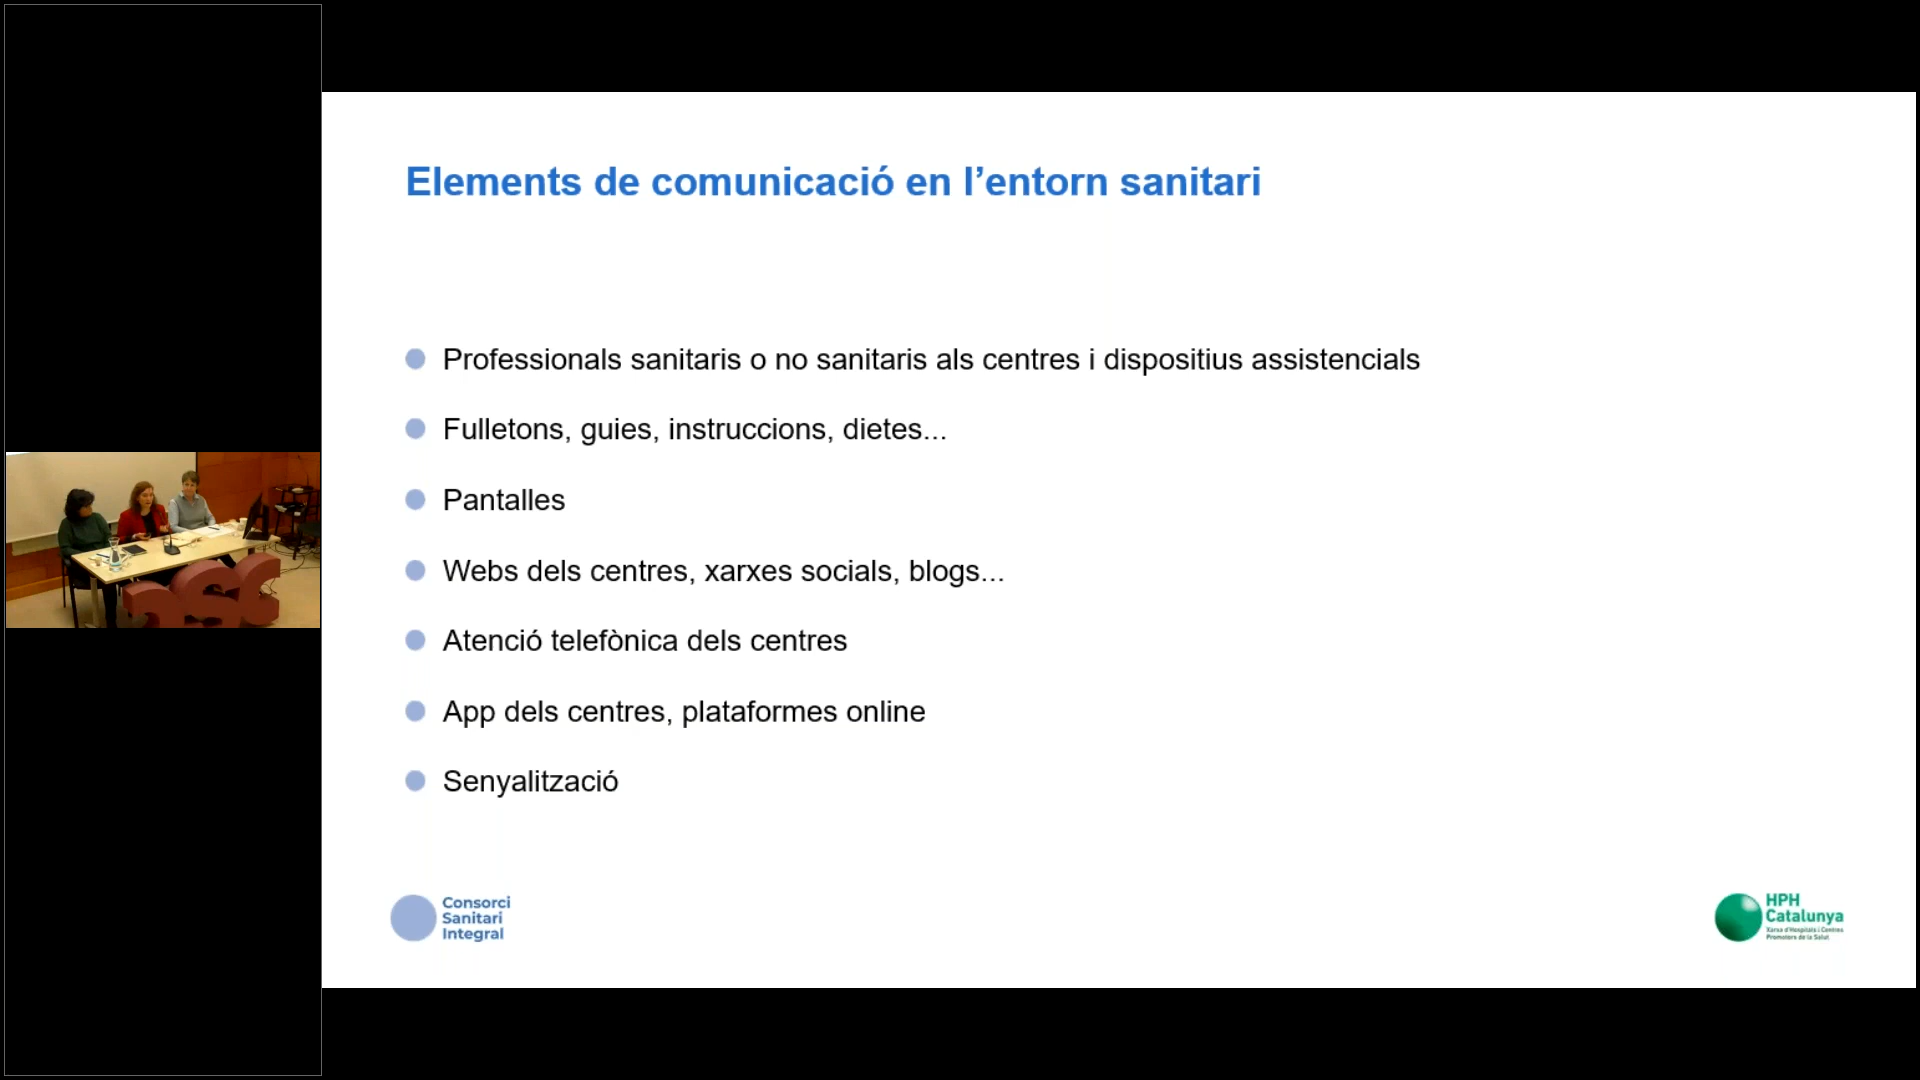 Elements de comunicació en l’entorn sanitari
Professionals sanitaris o no sanitaris als centres i dispositius assistencials
Fulletons, guies, instruccions, dietes...
Pantalles
Webs dels centres, xarxes socials, blogs...
Atenció telefònica dels centres
App dels centres, plataformes online
Senyalització
Consorci
Sanitari
Integral
HPH
Catalunya
Xarxa d'Hospitals i Centres
Promotors de la Salut